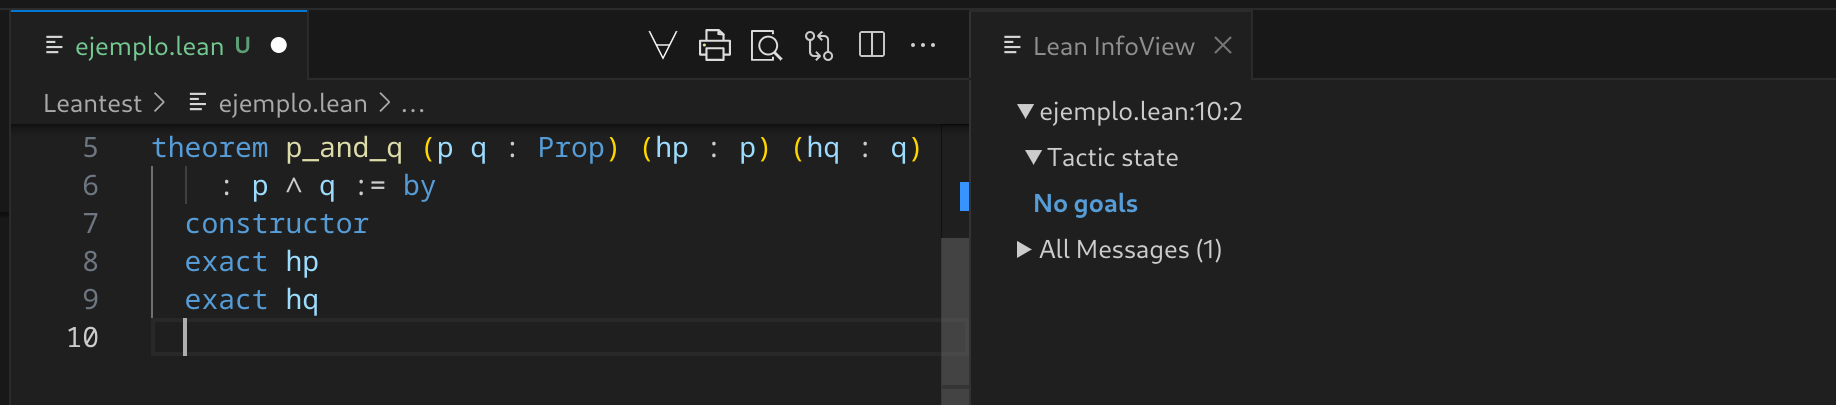 ejemplo.lean U
Leantest > ejemplo.lean > ...
5 theorem p_and_q (p q : Prop) (hp : p) (hq : q)
6 : p ∧ q := by
7 constructor
8 exact hp
9 exact hq
10
Lean InfoView
ejemplo.lean:10:2
Tactic state
No goals
All Messages (1)